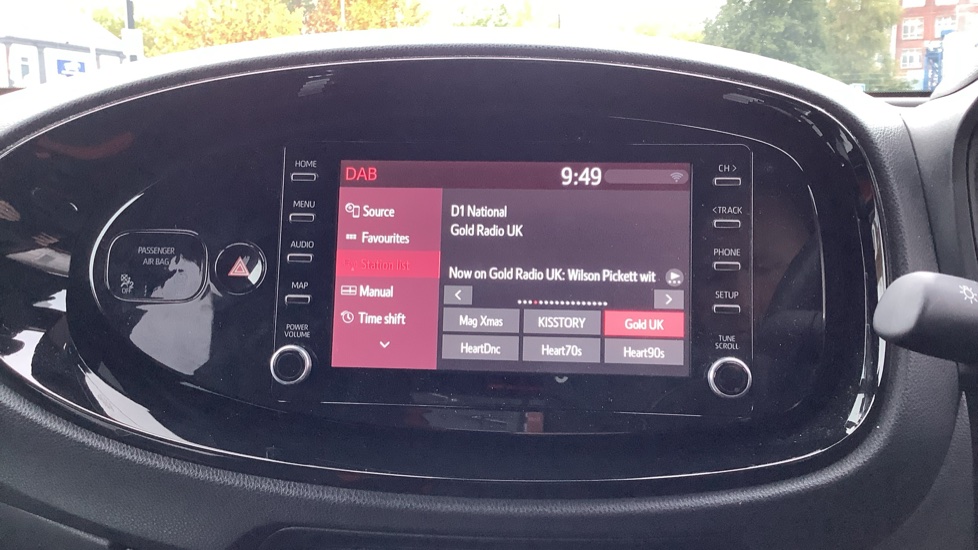 HOME
MENU
AUDIO
MAP
POWER
VOLUME
PASSENGER
AIR BAG
OFF
DAB
9:49
Source
Favourites
Station list
Manual
Time shift
D1 National
Gold Radio UK
Now on Gold Radio UK: Wilson Pickett wit
Mag Xmas
KISSTORY
Gold UK
HeartDnc
Heart70s
Heart90s
CH >
< TRACK
PHONE
SETUP
TUNE
SCROLL